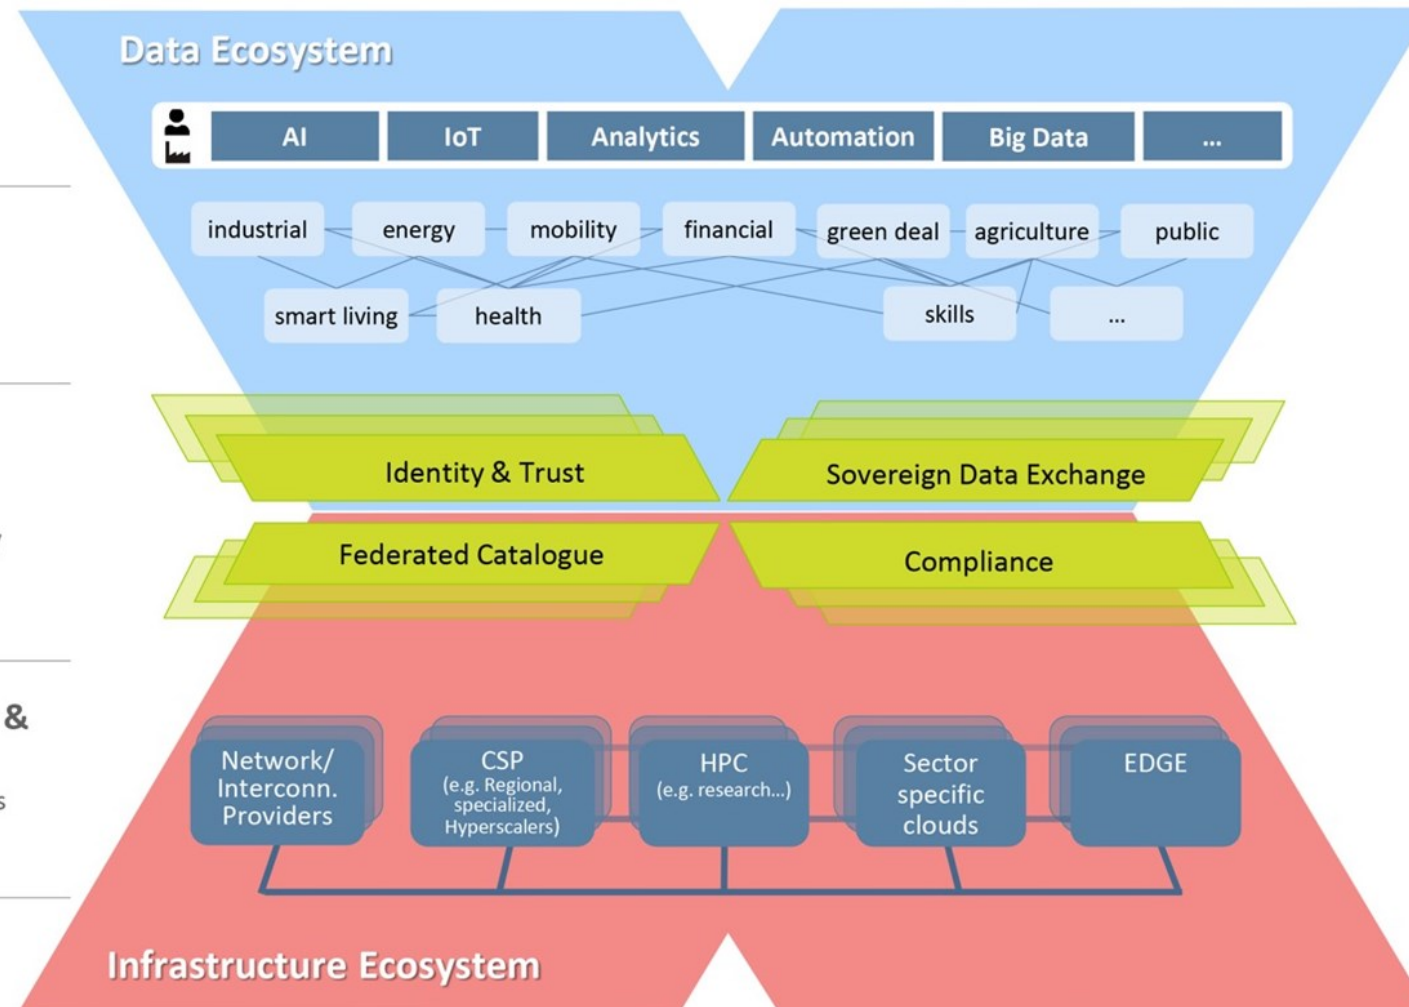 Data Ecosystem
AI IoT Analytics Automation Big Data ...
industrial energy mobility financial green deal agriculture public
smart living health skills ...
Identity & Trust Sovereign Data Exchange
Federated Catalogue Compliance
&
s
Network/
Interconn.
Providers
CSP
(e.g. Regional,
specialized,
Hyperscalers)
HPC
(e.g. research...)
Sector
specific
clouds
EDGE
Infrastructure Ecosystem